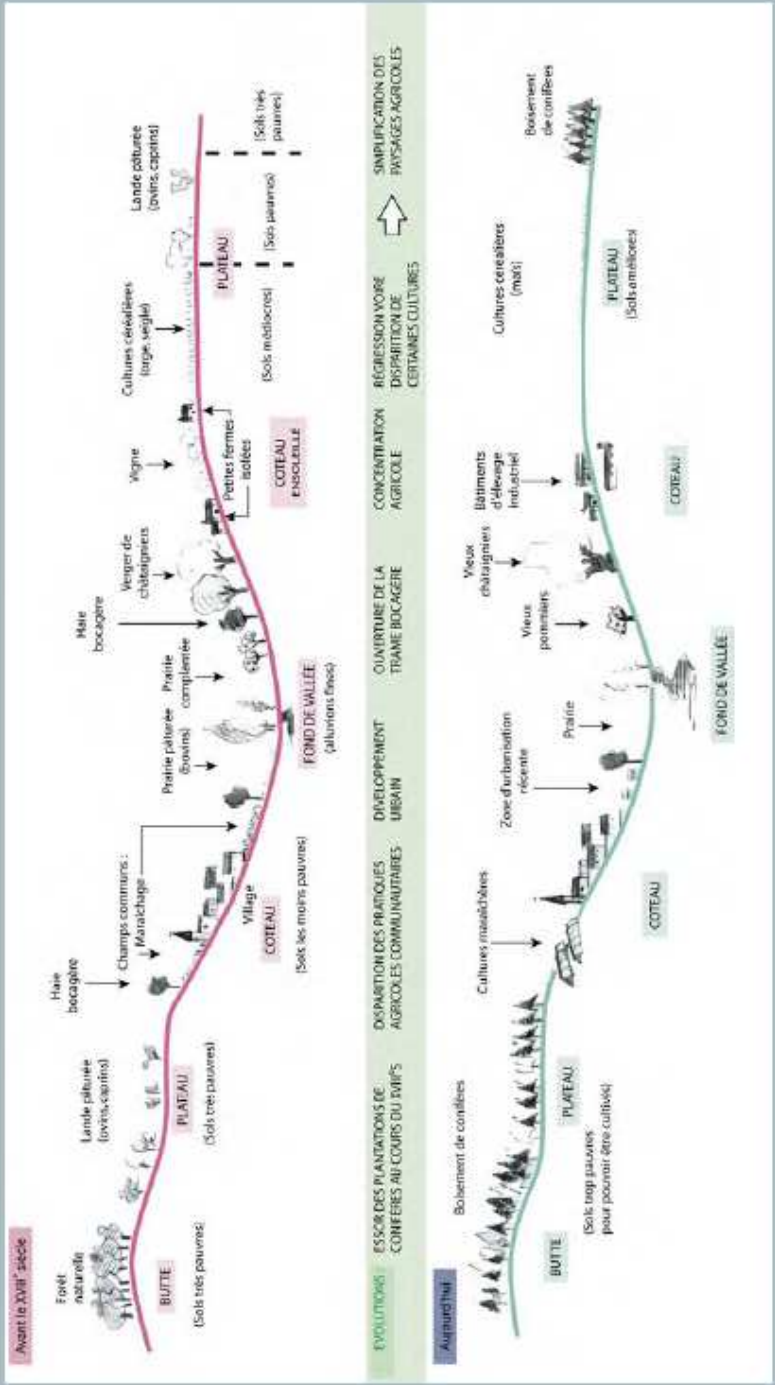 Avant le XVIIIe siècle
Forêt
naturelle
BUTTE
(Sols très pauvres)
Lande pâturée
(ovins, caprins)
PLATEAU
(Sols très pauvres)
Haie
bocagère
Champs communs :
Maraîchage
Village
COTEAU
(Sols les moins pauvres)
Prairie pâturée
(bovins)
FOND DE VALLÉE
(alluvions fines)
Prairie
complantée
Haie
bocagère
Verger de
châtaigniers
Petites fermes
isolées
Vigne
COTEAU
ENSOLEILLÉ
Cultures céréalières
(orge, seigle)
(Sols médiocres)
PLATEAU
(Sols pauvres)
Lande pâturée
(ovins, caprins)
(Sols très
pauvres)
EVOLUTIONS :
ESSOR DES PLANTATIONS DE
CONIFÈRES AU COURS DU XVIIIES
DISPARITION DES PRATIQUES
AGRICOLES COMMUNAUTAIRES
DÉVELOPPEMENT
URBAIN
OUVERTURE DE LA
TRAME BOCAGÈRE
CONCENTRATION
AGRICOLE
RÉGRESSION VOIRE
DISPARITION DE
CERTAINES CULTURES
SIMPLIFICATION DES
PAYSAGES AGRICOLES
Aujourd'hui
BUTTE
Boisement de conifères
PLATEAU
(Sols trop pauvres
pour pouvoir être cultivés)
Cultures maraîchères
COTEAU
Zone d'urbanisation
récente
Prairie
FOND DE VALLÉE
Vieux
pommiers
Vieux
châtaigniers
Bâtiments
d'élevage
industriel
COTEAU
Cultures céréalières
(maïs)
PLATEAU
(Sols améliorés)
Boisement
de conifères